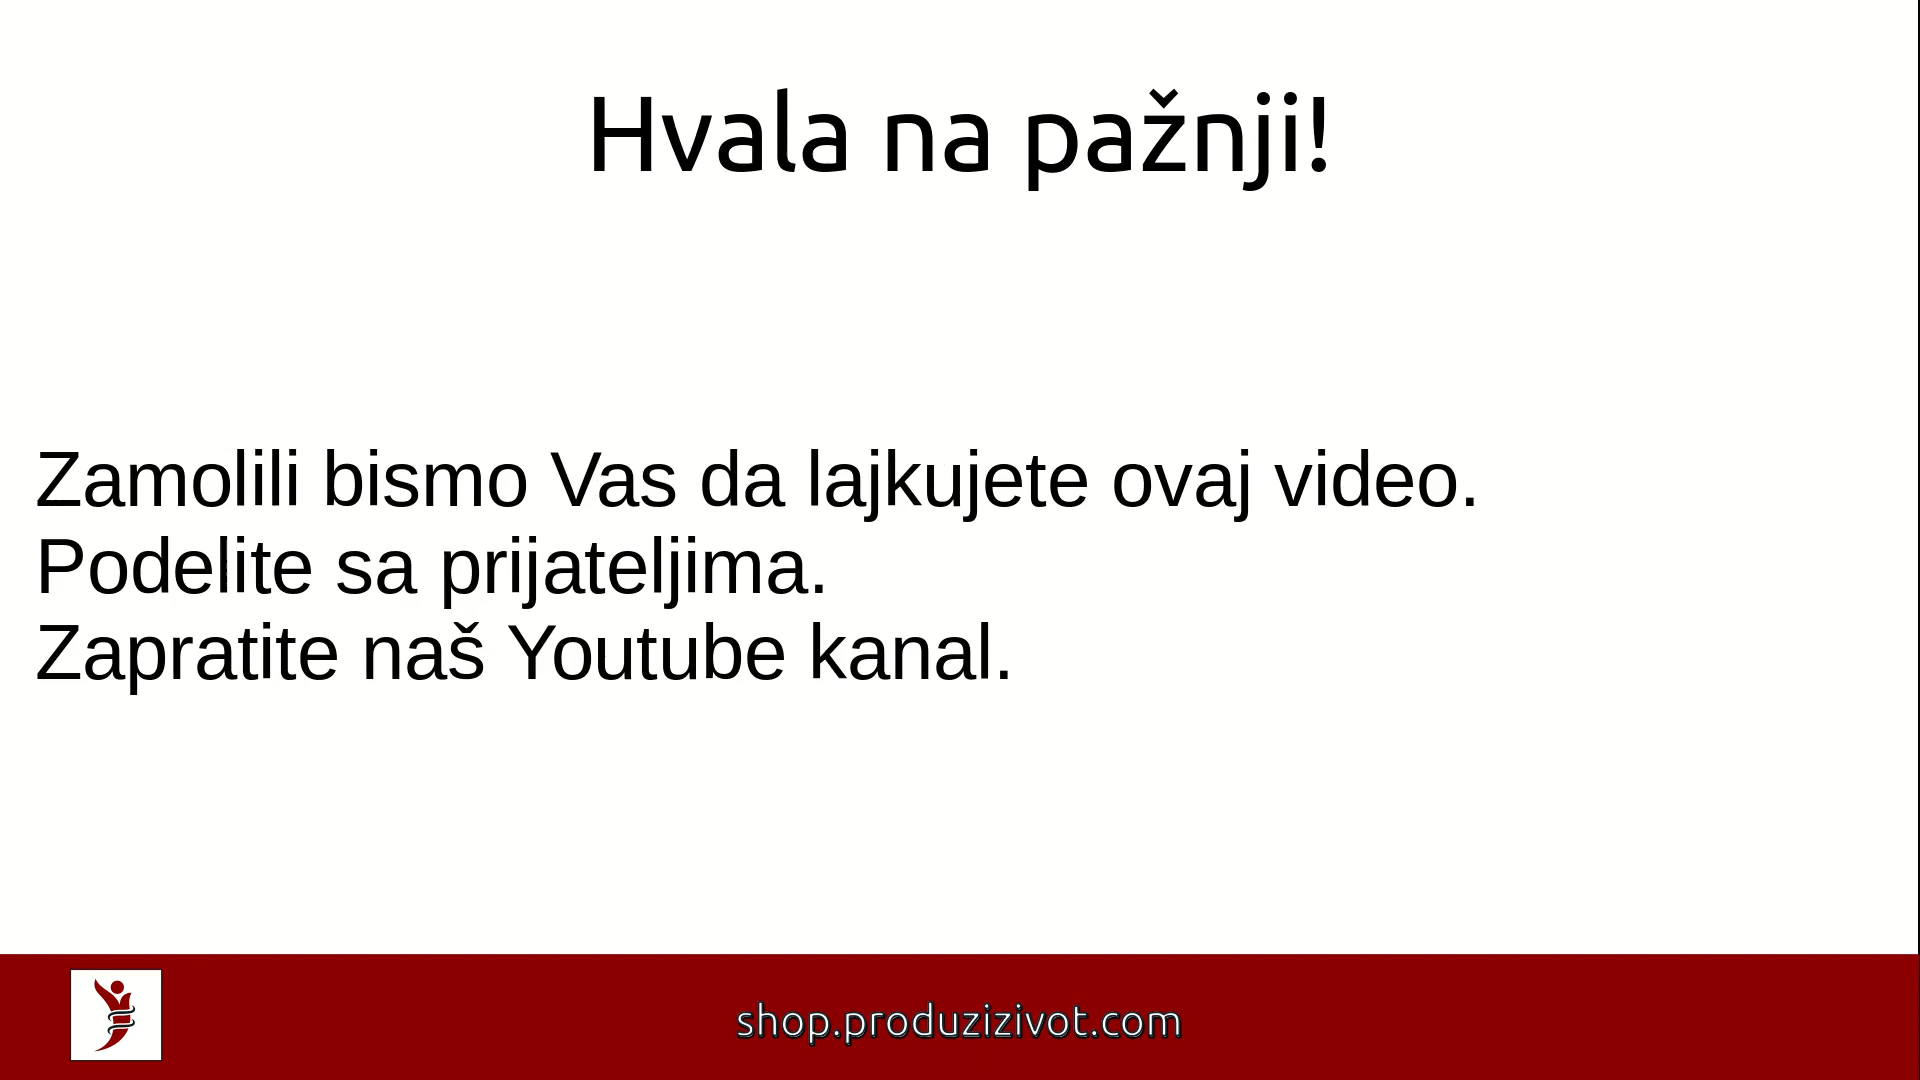 Hvala na pažnji!
Zamolili bismo Vas da lajkujete ovaj video.
Podelite sa prijateljima.
Zapratite naš Youtube kanal.
shop.produzizivot.com